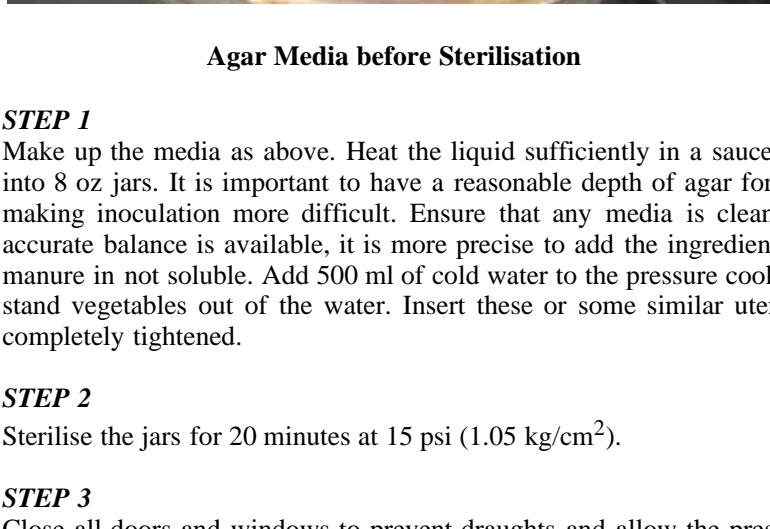 Agar Media before Sterilisation
STEP 1
Make up the media as above. Heat the liquid sufficiently in a sauce
into 8 oz jars. It is important to have a reasonable depth of agar for
making inoculation more difficult. Ensure that any media is clean
accurate balance is available, it is more precise to add the ingredien
manure in not soluble. Add 500 ml of cold water to the pressure cook
stand vegetables out of the water. Insert these or some similar uten
completely tightened.
STEP 2
Sterilise the jars for 20 minutes at 15 psi (1.05 kg/cm²).
STEP 3
Close all doors and windows to prevent draughts and allow the pres